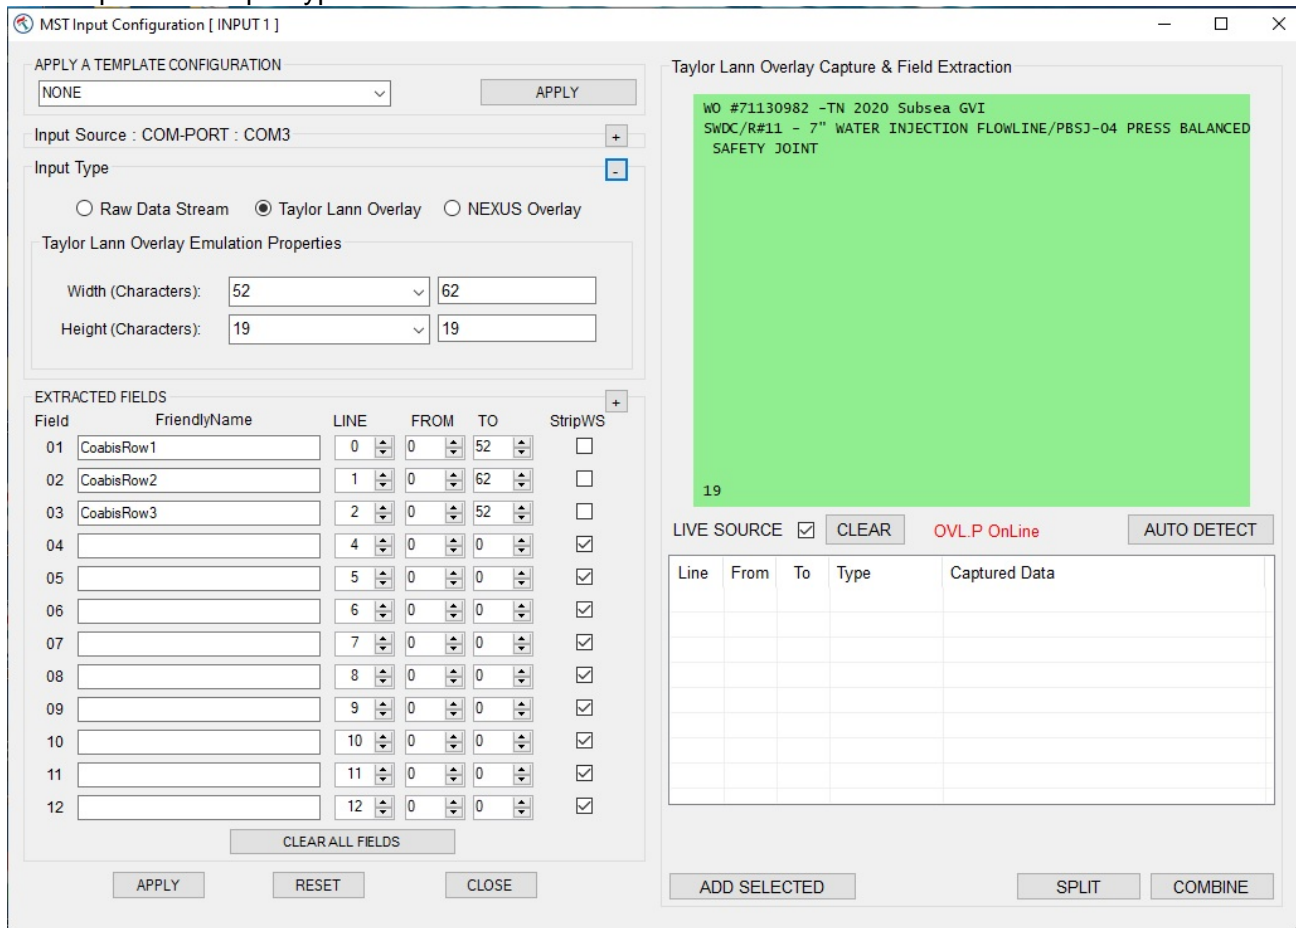 MST Input Configuration [ INPUT 1 ]
APPLY A TEMPLATE CONFIGURATION
NONE
APPLY
Input Source : COM-PORT : COM3
+
Input Type
-
Raw Data Stream
Taylor Lann Overlay
NEXUS Overlay
Taylor Lann Overlay Emulation Properties
Width (Characters): 52 62
Height (Characters): 19 19
EXTRACTED FIELDS
+
Field FriendlyName LINE FROM TO StripWS
01 CoabisRow1 0 0 52
02 CoabisRow2 1 0 62
03 CoabisRow3 2 0 52
04 4 0 0
05 5 0 0
06 6 0 0
07 7 0 0
08 8 0 0
09 9 0 0
10 10 0 0
11 11 0 0
12 12 0 0
CLEAR ALL FIELDS
APPLY RESET CLOSE
Taylor Lann Overlay Capture & Field Extraction
WO #71130982 -TN 2020 Subsea GVI
SWDC/R#11 - 7" WATER INJECTION FLOWLINE/PBSJ-04 PRESS BALANCED
SAFETY JOINT
19
LIVE SOURCE CLEAR OVL.P OnLine AUTO DETECT
Line From To Type Captured Data
ADD SELECTED SPLIT COMBINE